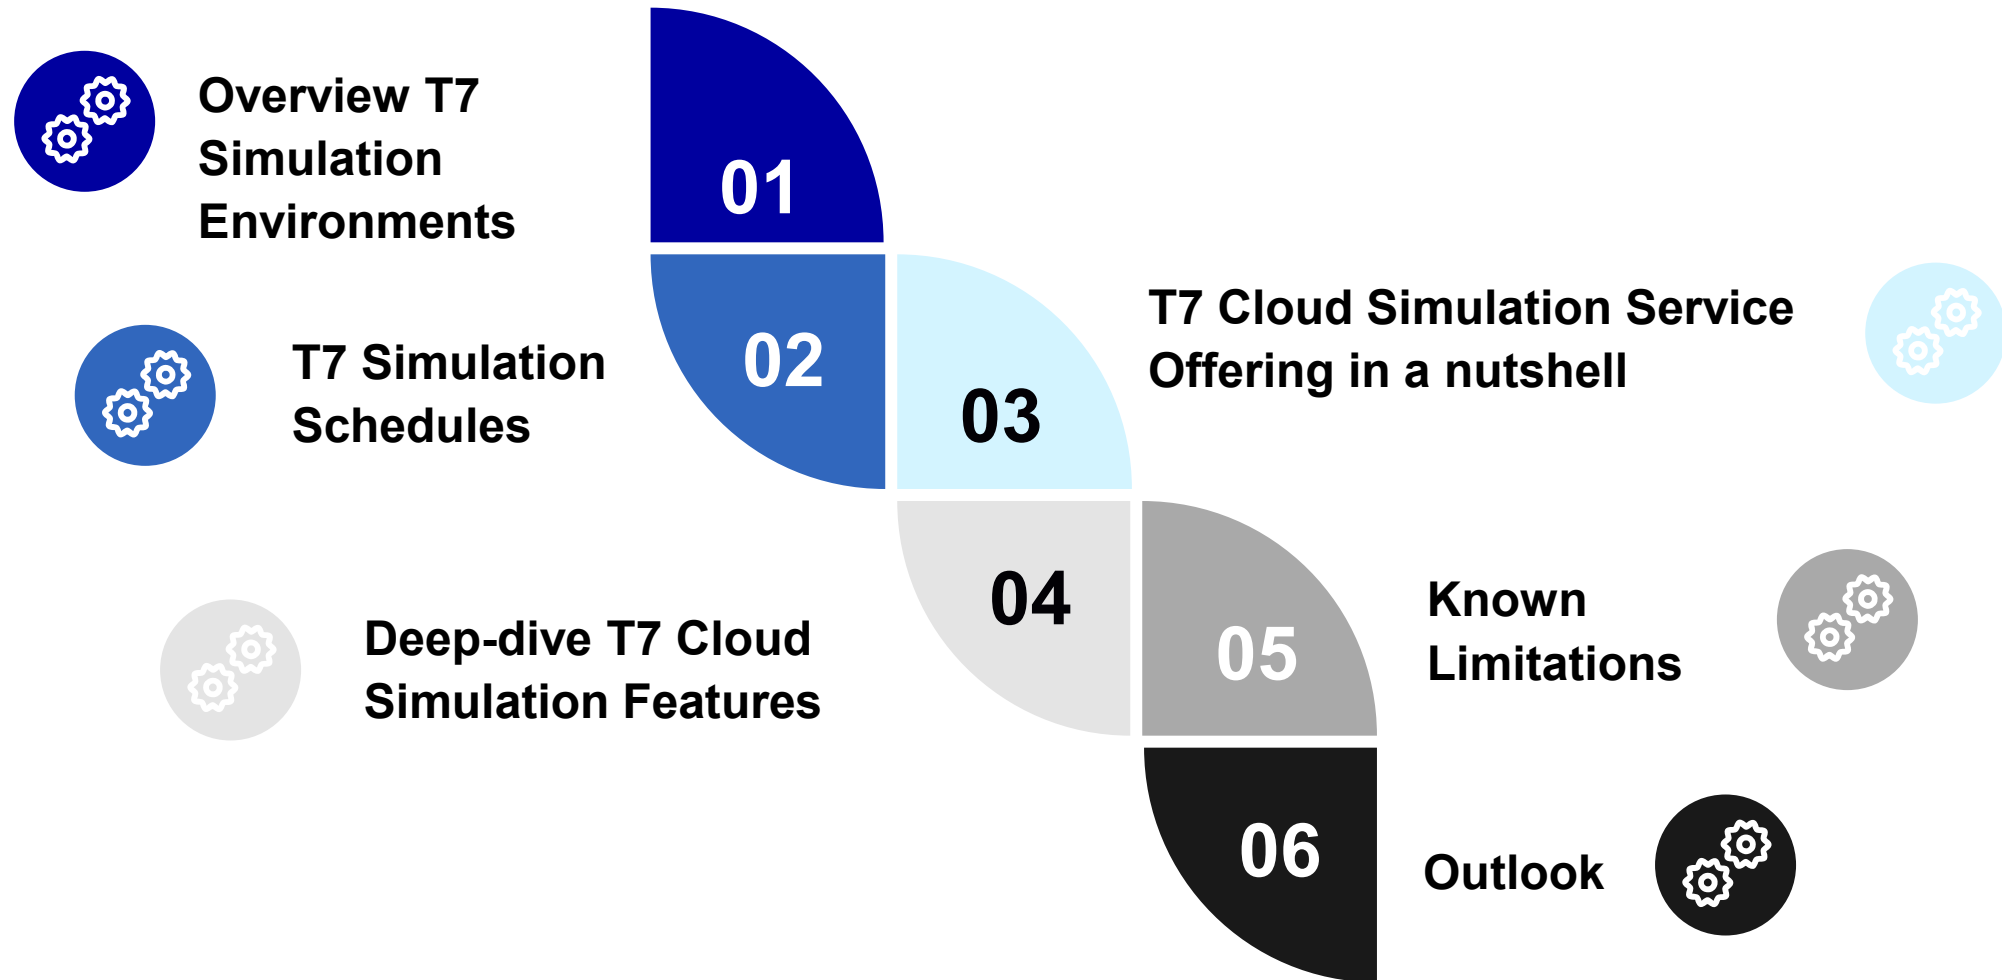 01
Overview T7
Simulation
Environments
02
T7 Simulation
Schedules
03
T7 Cloud Simulation Service
Offering in a nutshell
04
Deep-dive T7 Cloud
Simulation Features
05
Known
Limitations
06
Outlook